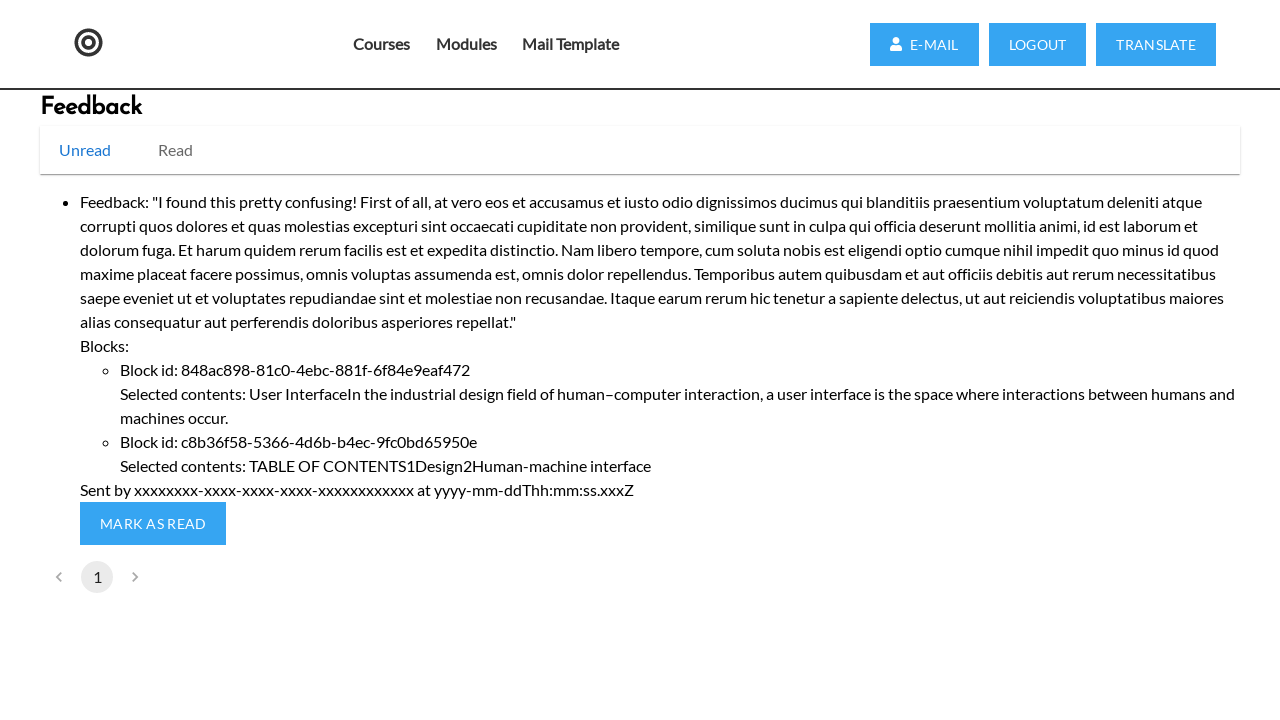 Courses Modules Mail Template E-MAIL LOGOUT TRANSLATE
Feedback
Unread Read
Feedback: "I found this pretty confusing! First of all, at vero eos et accusamus et iusto odio dignissimos ducimus qui blanditiis praesentium voluptatum deleniti atque
corrupti quos dolores et quas molestias excepturi sint occaecati cupiditate non provident, similique sunt in culpa qui officia deserunt mollitia animi, id est laborum et
dolorum fuga. Et harum quidem rerum facilis est et expedita distinctio. Nam libero tempore, cum soluta nobis est eligendi optio cumque nihil impedit quo minus id quod
maxime placeat facere possimus, omnis voluptas assumenda est, omnis dolor repellendus. Temporibus autem quibusdam et aut officiis debitis aut rerum necessitatibus
saepe eveniet ut et voluptates repudiandae sint et molestiae non recusandae. Itaque earum rerum hic tenetur a sapiente delectus, ut aut reiciendis voluptatibus maiores
alias consequatur aut perferendis doloribus asperiores repellat."
Blocks:
Block id: 848ac898-81c0-4ebc-881f-6f84e9eaf472
Selected contents: User InterfaceIn the industrial design field of human–computer interaction, a user interface is the space where interactions between humans and
machines occur.
Block id: c8b36f58-5366-4d6b-b4ec-9fc0bd65950e
Selected contents: TABLE OF CONTENTS1Design2Human-machine interface
Sent by xxxxxxxx-xxxx-xxxx-xxxx-xxxxxxxxxxxx at yyyy-mm-ddThh:mm:ss.xxxZ
MARK AS READ
1